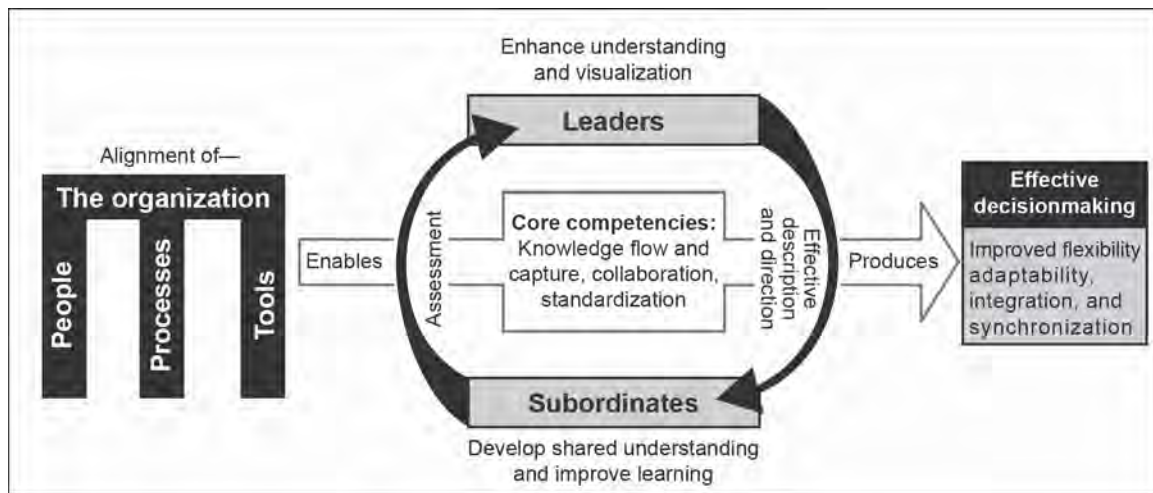 Alignment of—
The organization
People
Processes
Tools
Enables
Enhance understanding
and visualization
Leaders
Assessment
Core competencies:
Knowledge flow and
capture, collaboration,
standardization
Effective
description
and direction
Subordinates
Develop shared understanding
and improve learning
Produces
Effective
decisionmaking
Improved flexibility
adaptability,
integration, and
synchronization